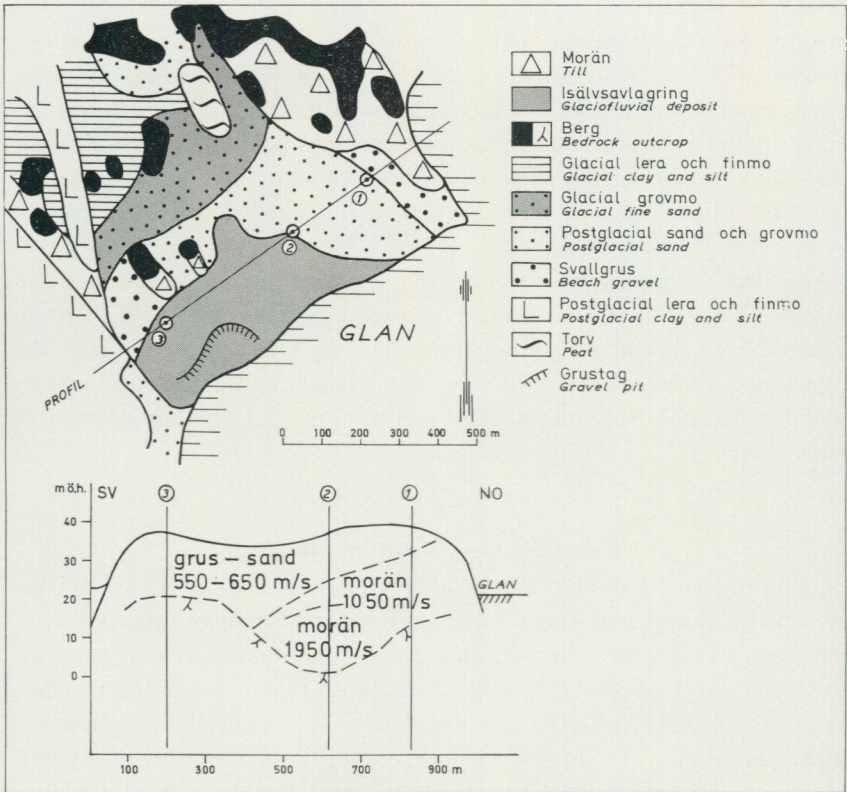 Morän
Till
Isälvsavlagring
Glaciofluvial deposit
Berg
Bedrock outcrop
Glacial lera och finmo
Glacial clay and silt
Glacial grovmo
Glacial fine sand
Postglacial sand och grovmo
Postglacial sand
Svallgrus
Beach gravel
Postglacial lera och finmo
Postglacial clay and silt
Torv
Peat
Grustag
Gravel pit
1
2
3
GLAN
PROFIL
0 100 200 300 400 500 m
m ö.h. SV 3 2 1 NO
40
30
20
10
0
grus – sand
550–650 m/s
morän
1050 m/s
morän
1950 m/s
GLAN
100 300 500 700 900 m